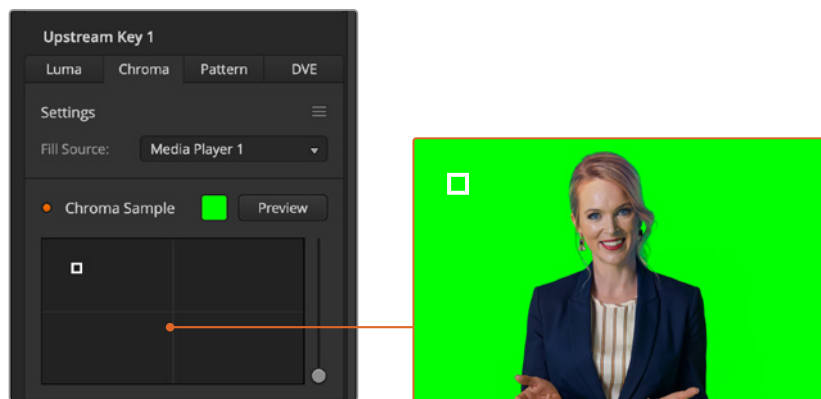 Upstream Key 1
Luma Chroma Pattern DVE
Settings
Fill Source: Media Player 1
Chroma Sample Preview